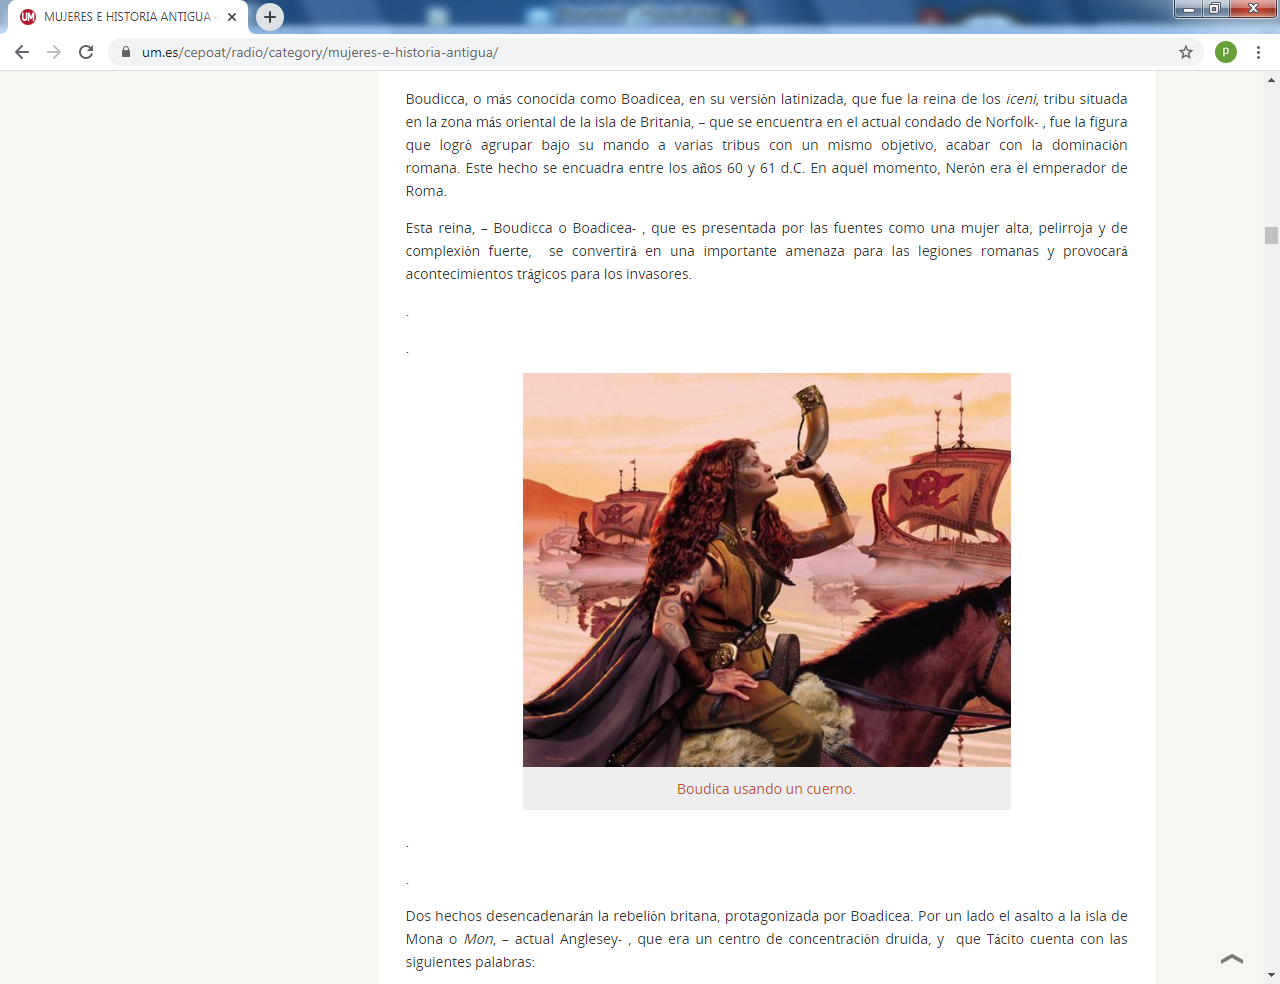 MUJERES E HISTORIA ANTIGUA -
um.es/cepoat/radio/category/mujeres-e-historia-antigua/
p
Boudicca, o más conocida como Boadicea, en su versión latinizada, que fue la reina de los iceni, tribu situada
en la zona más oriental de la isla de Britania, – que se encuentra en el actual condado de Norfolk- , fue la figura
que logró agrupar bajo su mando a varias tribus con un mismo objetivo, acabar con la dominación
romana. Este hecho se encuadra entre los años 60 y 61 d.C. En aquel momento, Nerón era el emperador de
Roma.
Esta reina, – Boudicca o Boadicea- , que es presentada por las fuentes como una mujer alta, pelirroja y de
complexión fuerte, se convertirá en una importante amenaza para las legiones romanas y provocará
acontecimientos trágicos para los invasores.
.
.
Boudica usando un cuerno.
.
.
Dos hechos desencadenarán la rebelión britana, protagonizada por Boadicea. Por un lado el asalto a la isla de
Mona o Mon, – actual Anglesey- , que era un centro de concentración druida, y que Tácito cuenta con las
siguientes palabras: